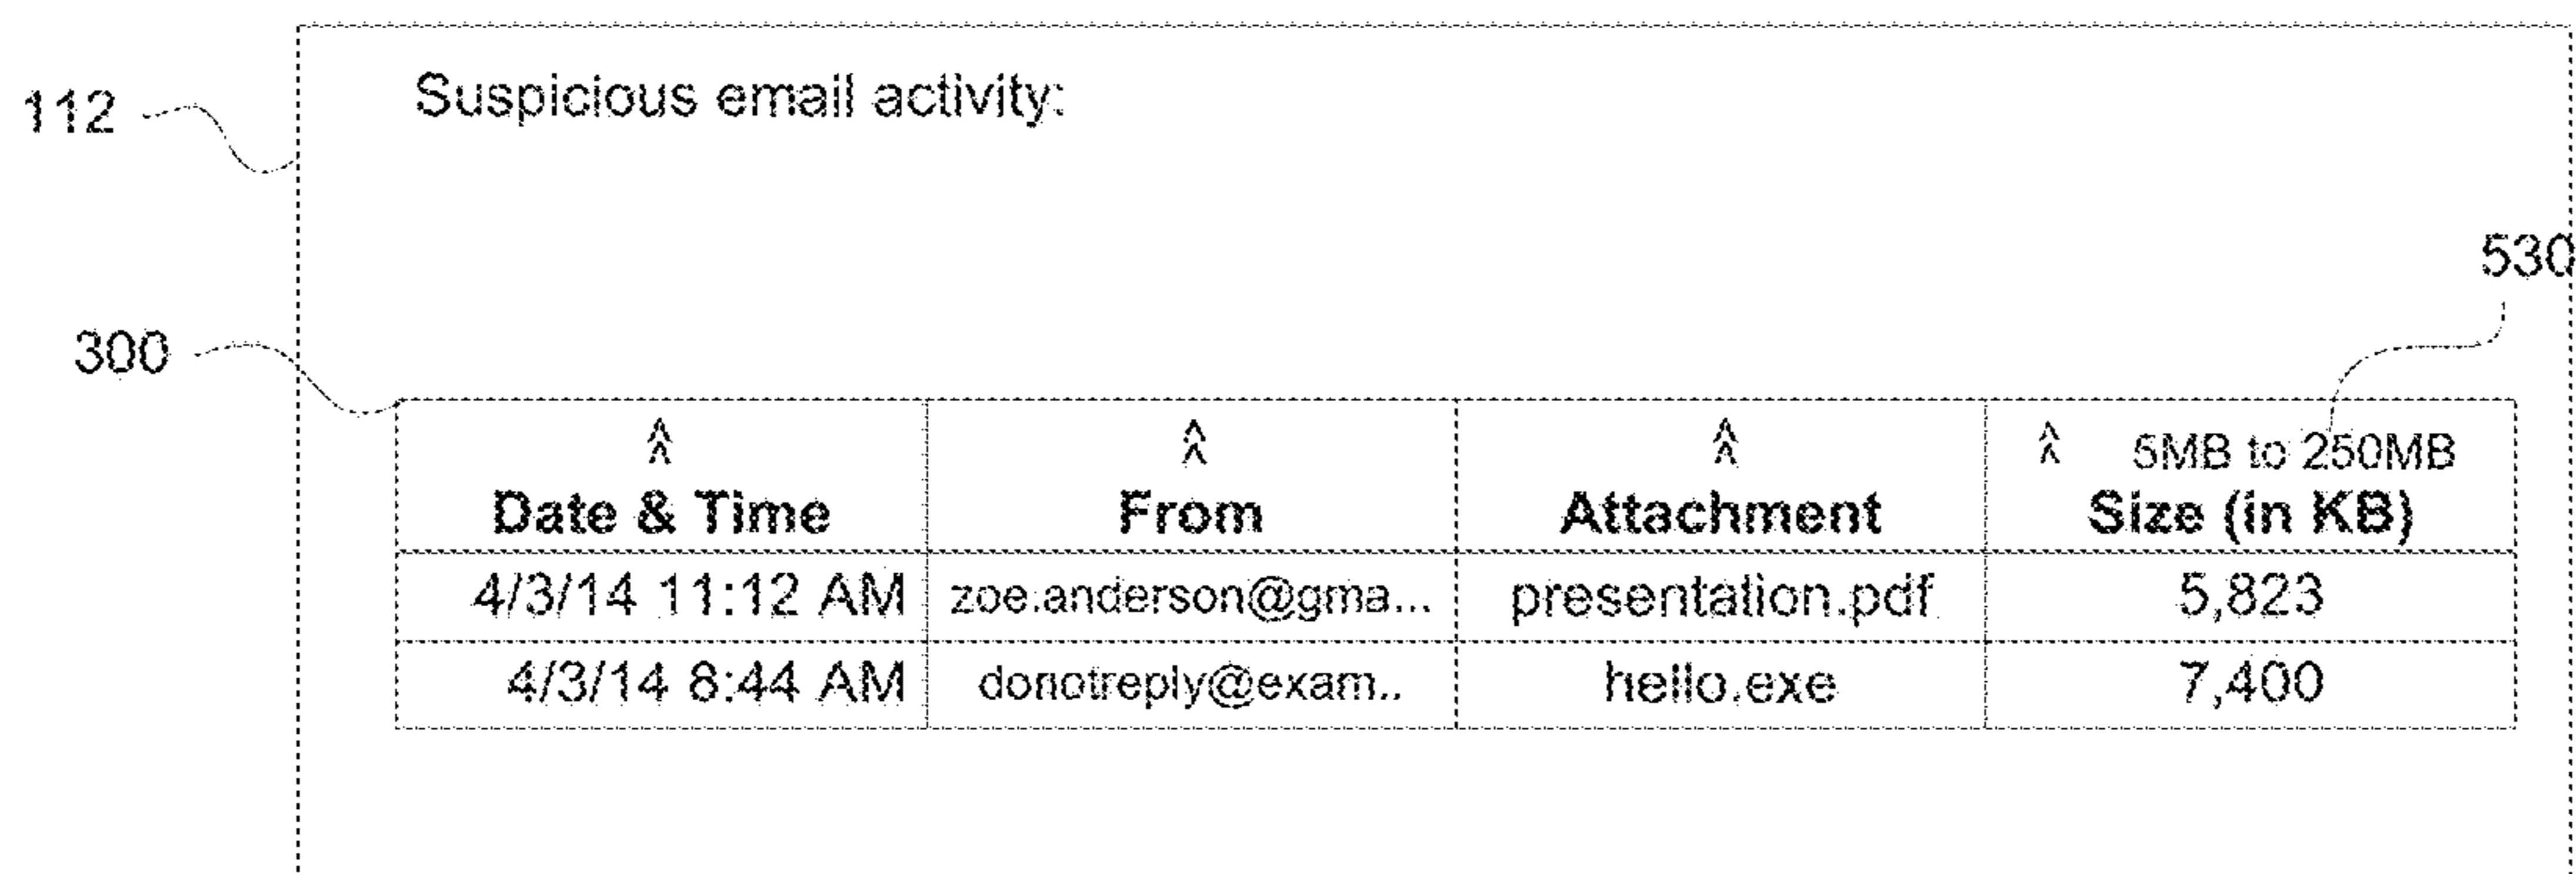 112
Suspicious email activity:
530
300
5MB to 250MB
Date & Time From Attachment Size (in KB)
4/3/14 11:12 AM zoe.anderson@gma... presentation.pdf 5,823
4/3/14 8:44 AM donotreply@exam.. hello.exe 7,400